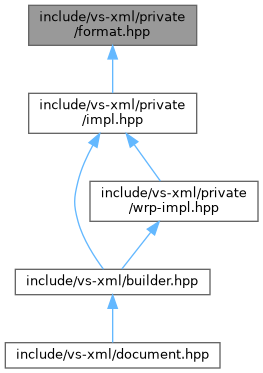 include/vs-xml/private
/format.hpp
include/vs-xml/private
/impl.hpp
include/vs-xml/private
/wrp-impl.hpp
include/vs-xml/builder.hpp
include/vs-xml/document.hpp